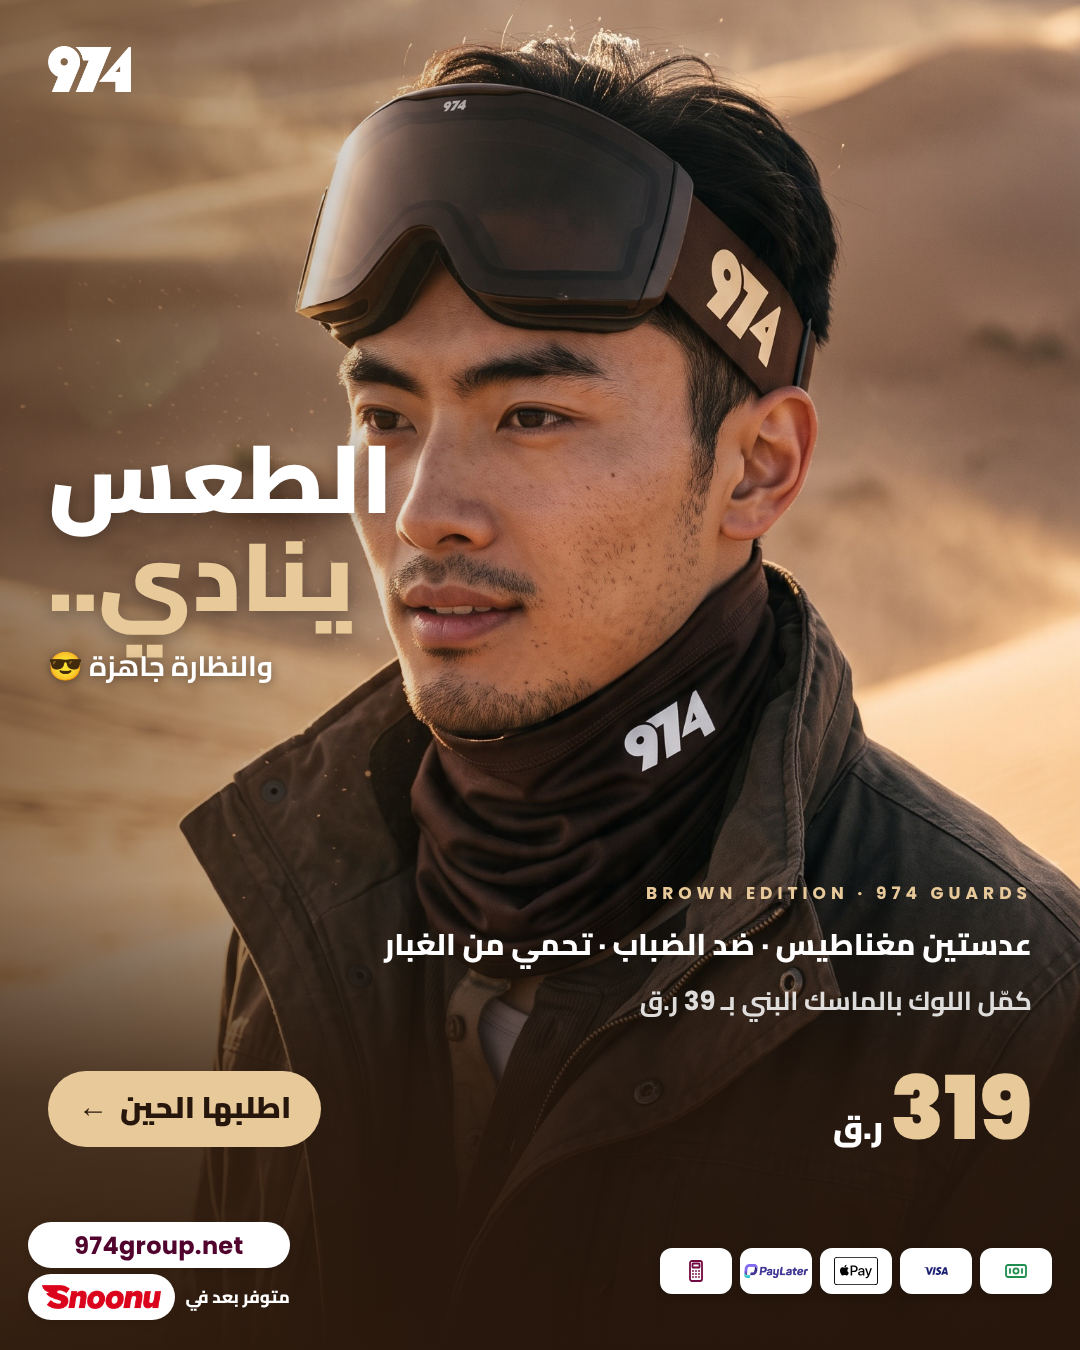 974
974
974
الطعس
ينادي..
والنظارة جاهزة 😎
974
BROWN EDITION · 974 GUARDS
عدستين مغناطيس · ضد الضباب · تحمي من الغبار
كمّل اللوك بالماسك البني بـ 39 ر.ق
319 ر.ق
اطلبها الحين ←
974group.net
متوفر بعد في Snoonu
PayLater
Pay
VISA